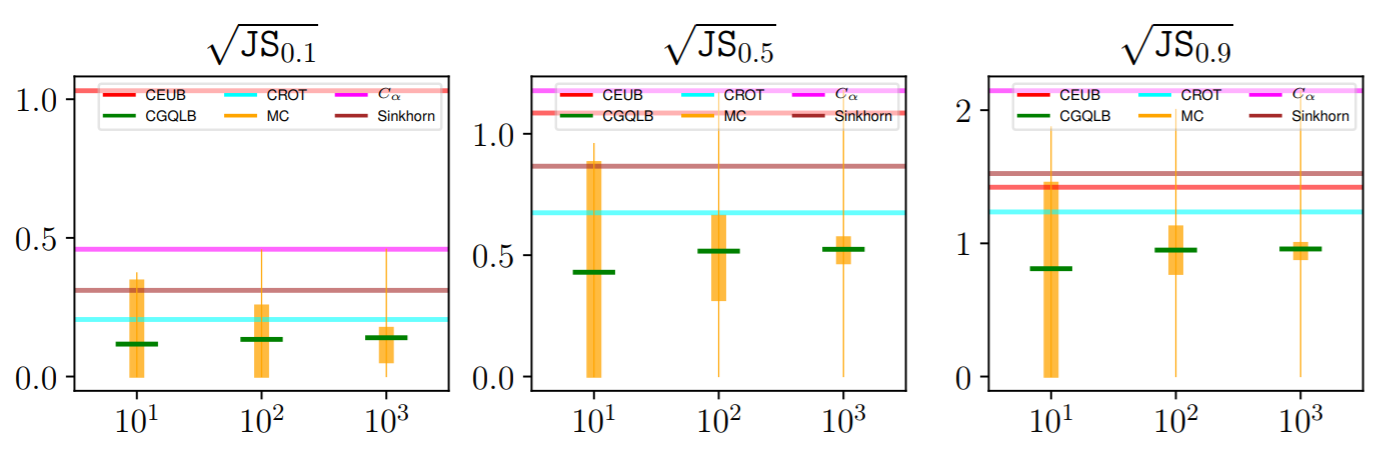 √JS₀.₁
1.0
0.5
0.0
CEUB CROT Cα
CGQLB MC Sinkhorn
10¹ 10² 10³
√JS₀.₅
1.0
0.5
0.0
CEUB CROT Cα
CGQLB MC Sinkhorn
10¹ 10² 10³
√JS₀.₉
2
1
0
CEUB CROT Cα
CGQLB MC Sinkhorn
10¹ 10² 10³